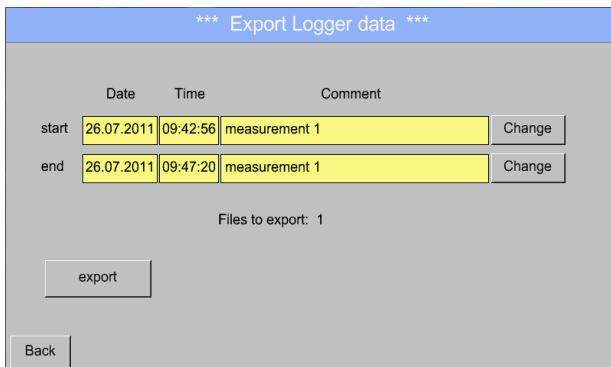 *** Export Logger data ***
Date Time Comment
start 26.07.2011 09:42:56 measurement 1 Change
end 26.07.2011 09:47:20 measurement 1 Change
Files to export: 1
export
Back